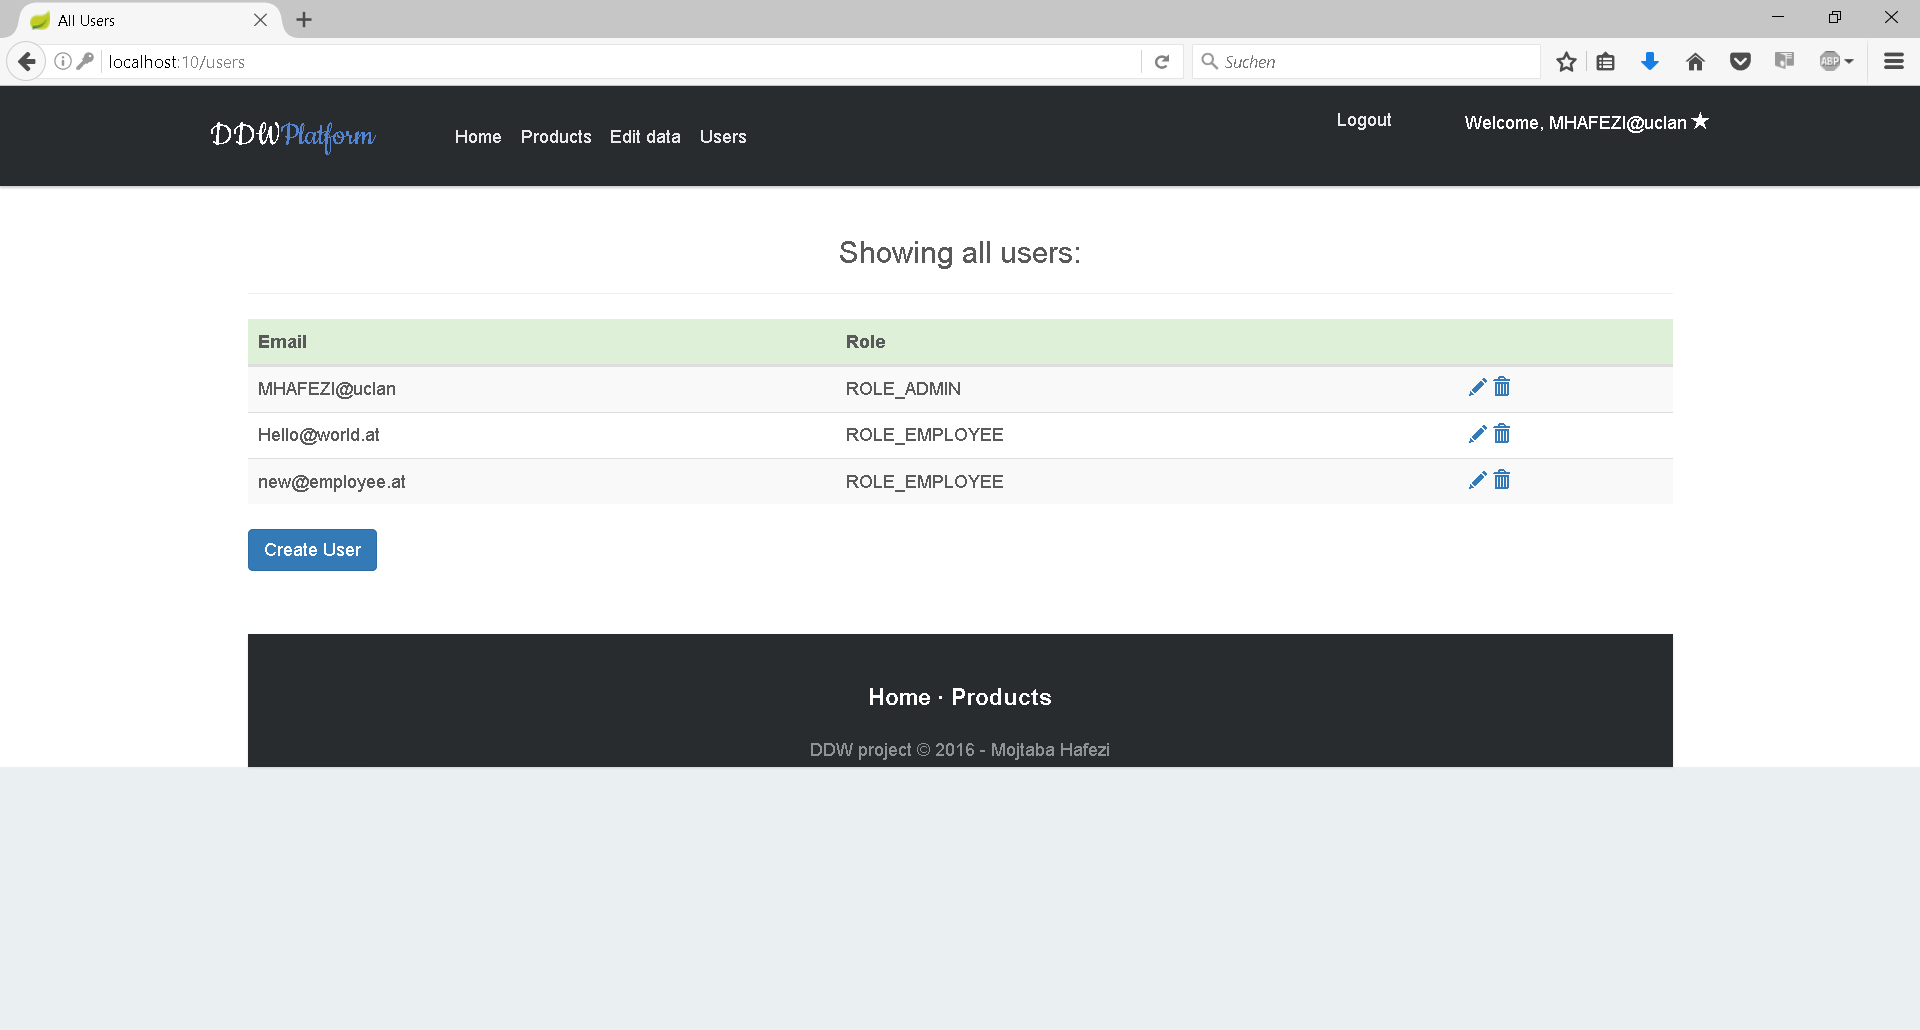 All Users
localhost:10/users
Suchen
ABP
DDWPlatform
Home Products Edit data Users
Logout
Welcome, MHAFEZI@uclan
Showing all users:
Email Role
MHAFEZI@uclan ROLE_ADMIN
Hello@world.at ROLE_EMPLOYEE
new@employee.at ROLE_EMPLOYEE
Create User
Home · Products
DDW project © 2016 - Mojtaba Hafezi